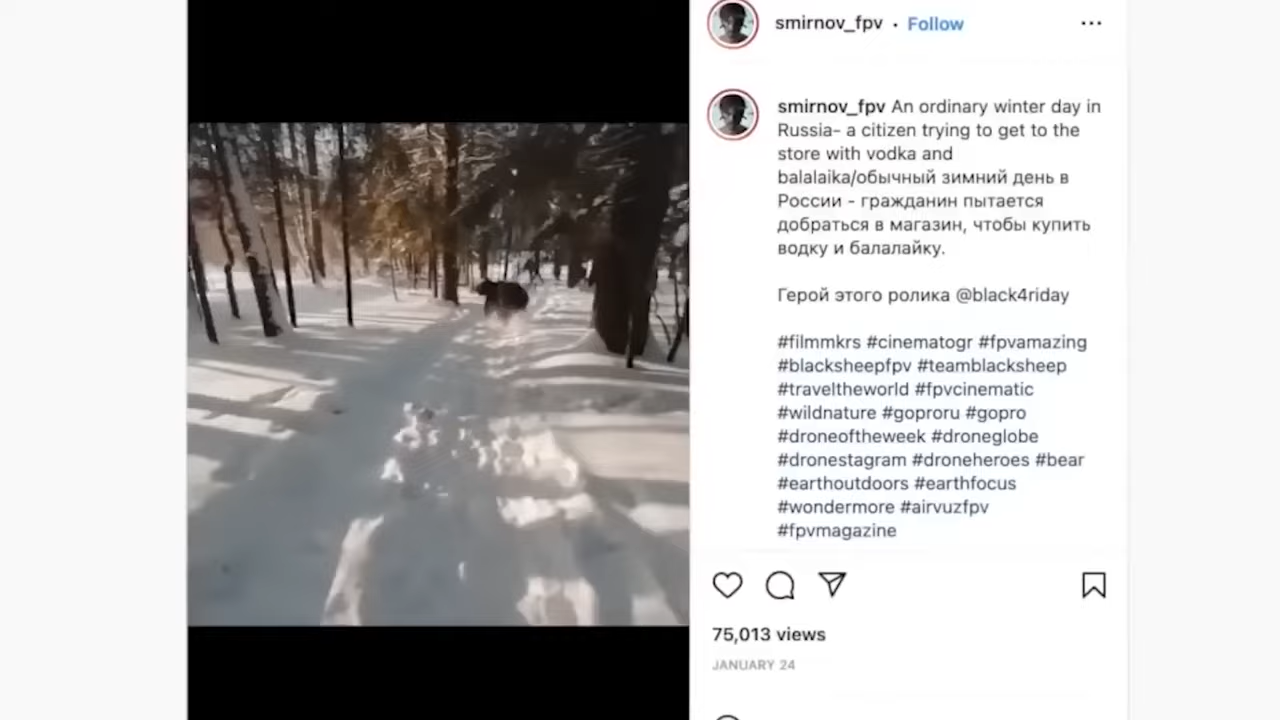 smirnov_fpv · Follow
smirnov_fpv An ordinary winter day in
Russia- a citizen trying to get to the
store with vodka and
balalaika/обычный зимний день в
России - гражданин пытается
добраться в магазин, чтобы купить
водку и балалайку.
Герой этого ролика @black4riday
#filmmkrs #cinematogr #fpvamazing
#blacksheepfpv #teamblacksheep
#traveltheworld #fpvcinematic
#wildnature #goproru #gopro
#droneoftheweek #droneglobe
#dronestagram #droneheroes #bear
#earthoutdoors #earthfocus
#wondermore #airvuzfpv
#fpvmagazine
75,013 views
JANUARY 24